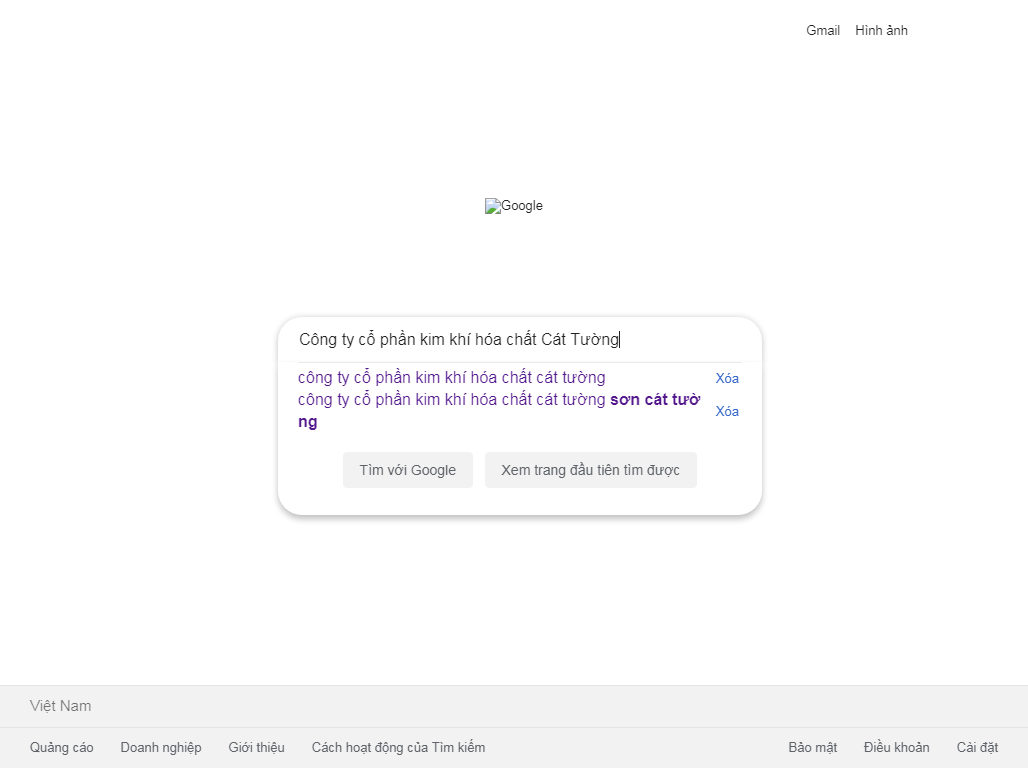 Gmail Hình ảnh
Google
Công ty cổ phần kim khí hóa chất Cát Tường
công ty cổ phần kim khí hóa chất cát tường Xóa
công ty cổ phần kim khí hóa chất cát tường sơn cát tườ
ng
Xóa
Tìm với Google Xem trang đầu tiên tìm được
Việt Nam
Quảng cáo Doanh nghiệp Giới thiệu Cách hoạt động của Tìm kiếm Bảo mật Điều khoản Cài đặt